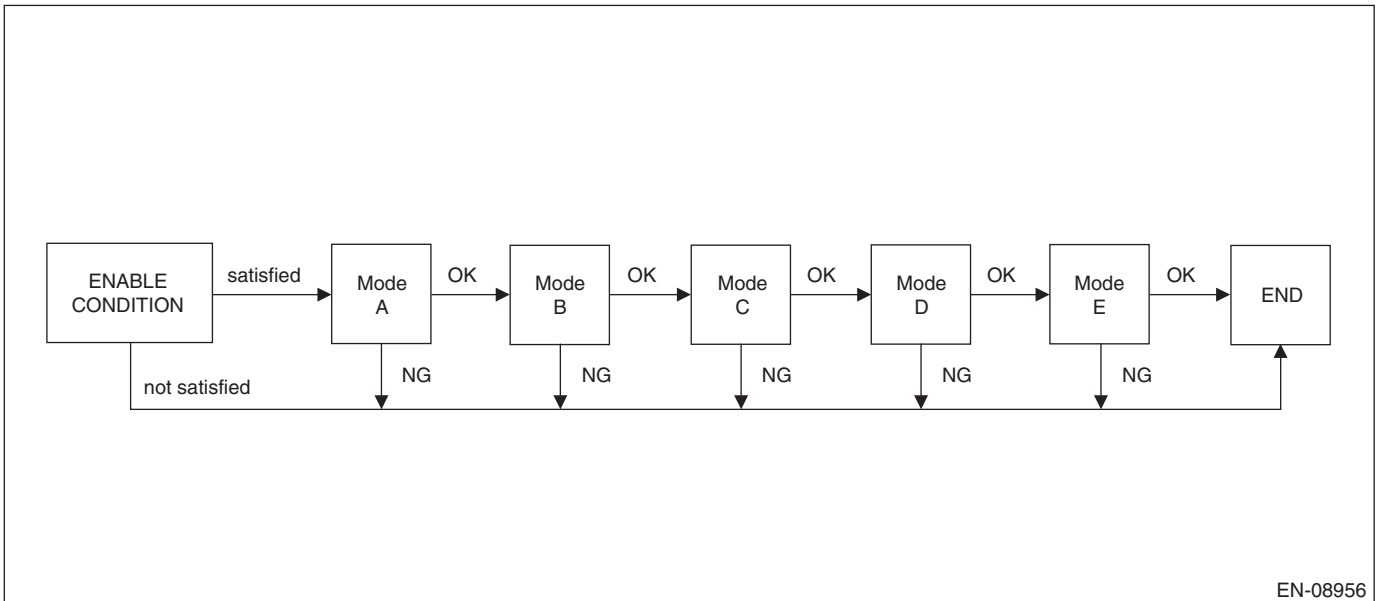 ENABLE
CONDITION
satisfied
Mode
A
OK
Mode
B
OK
Mode
C
OK
Mode
D
OK
Mode
E
OK
END
not satisfied
NG
NG
NG
NG
NG
EN-08956